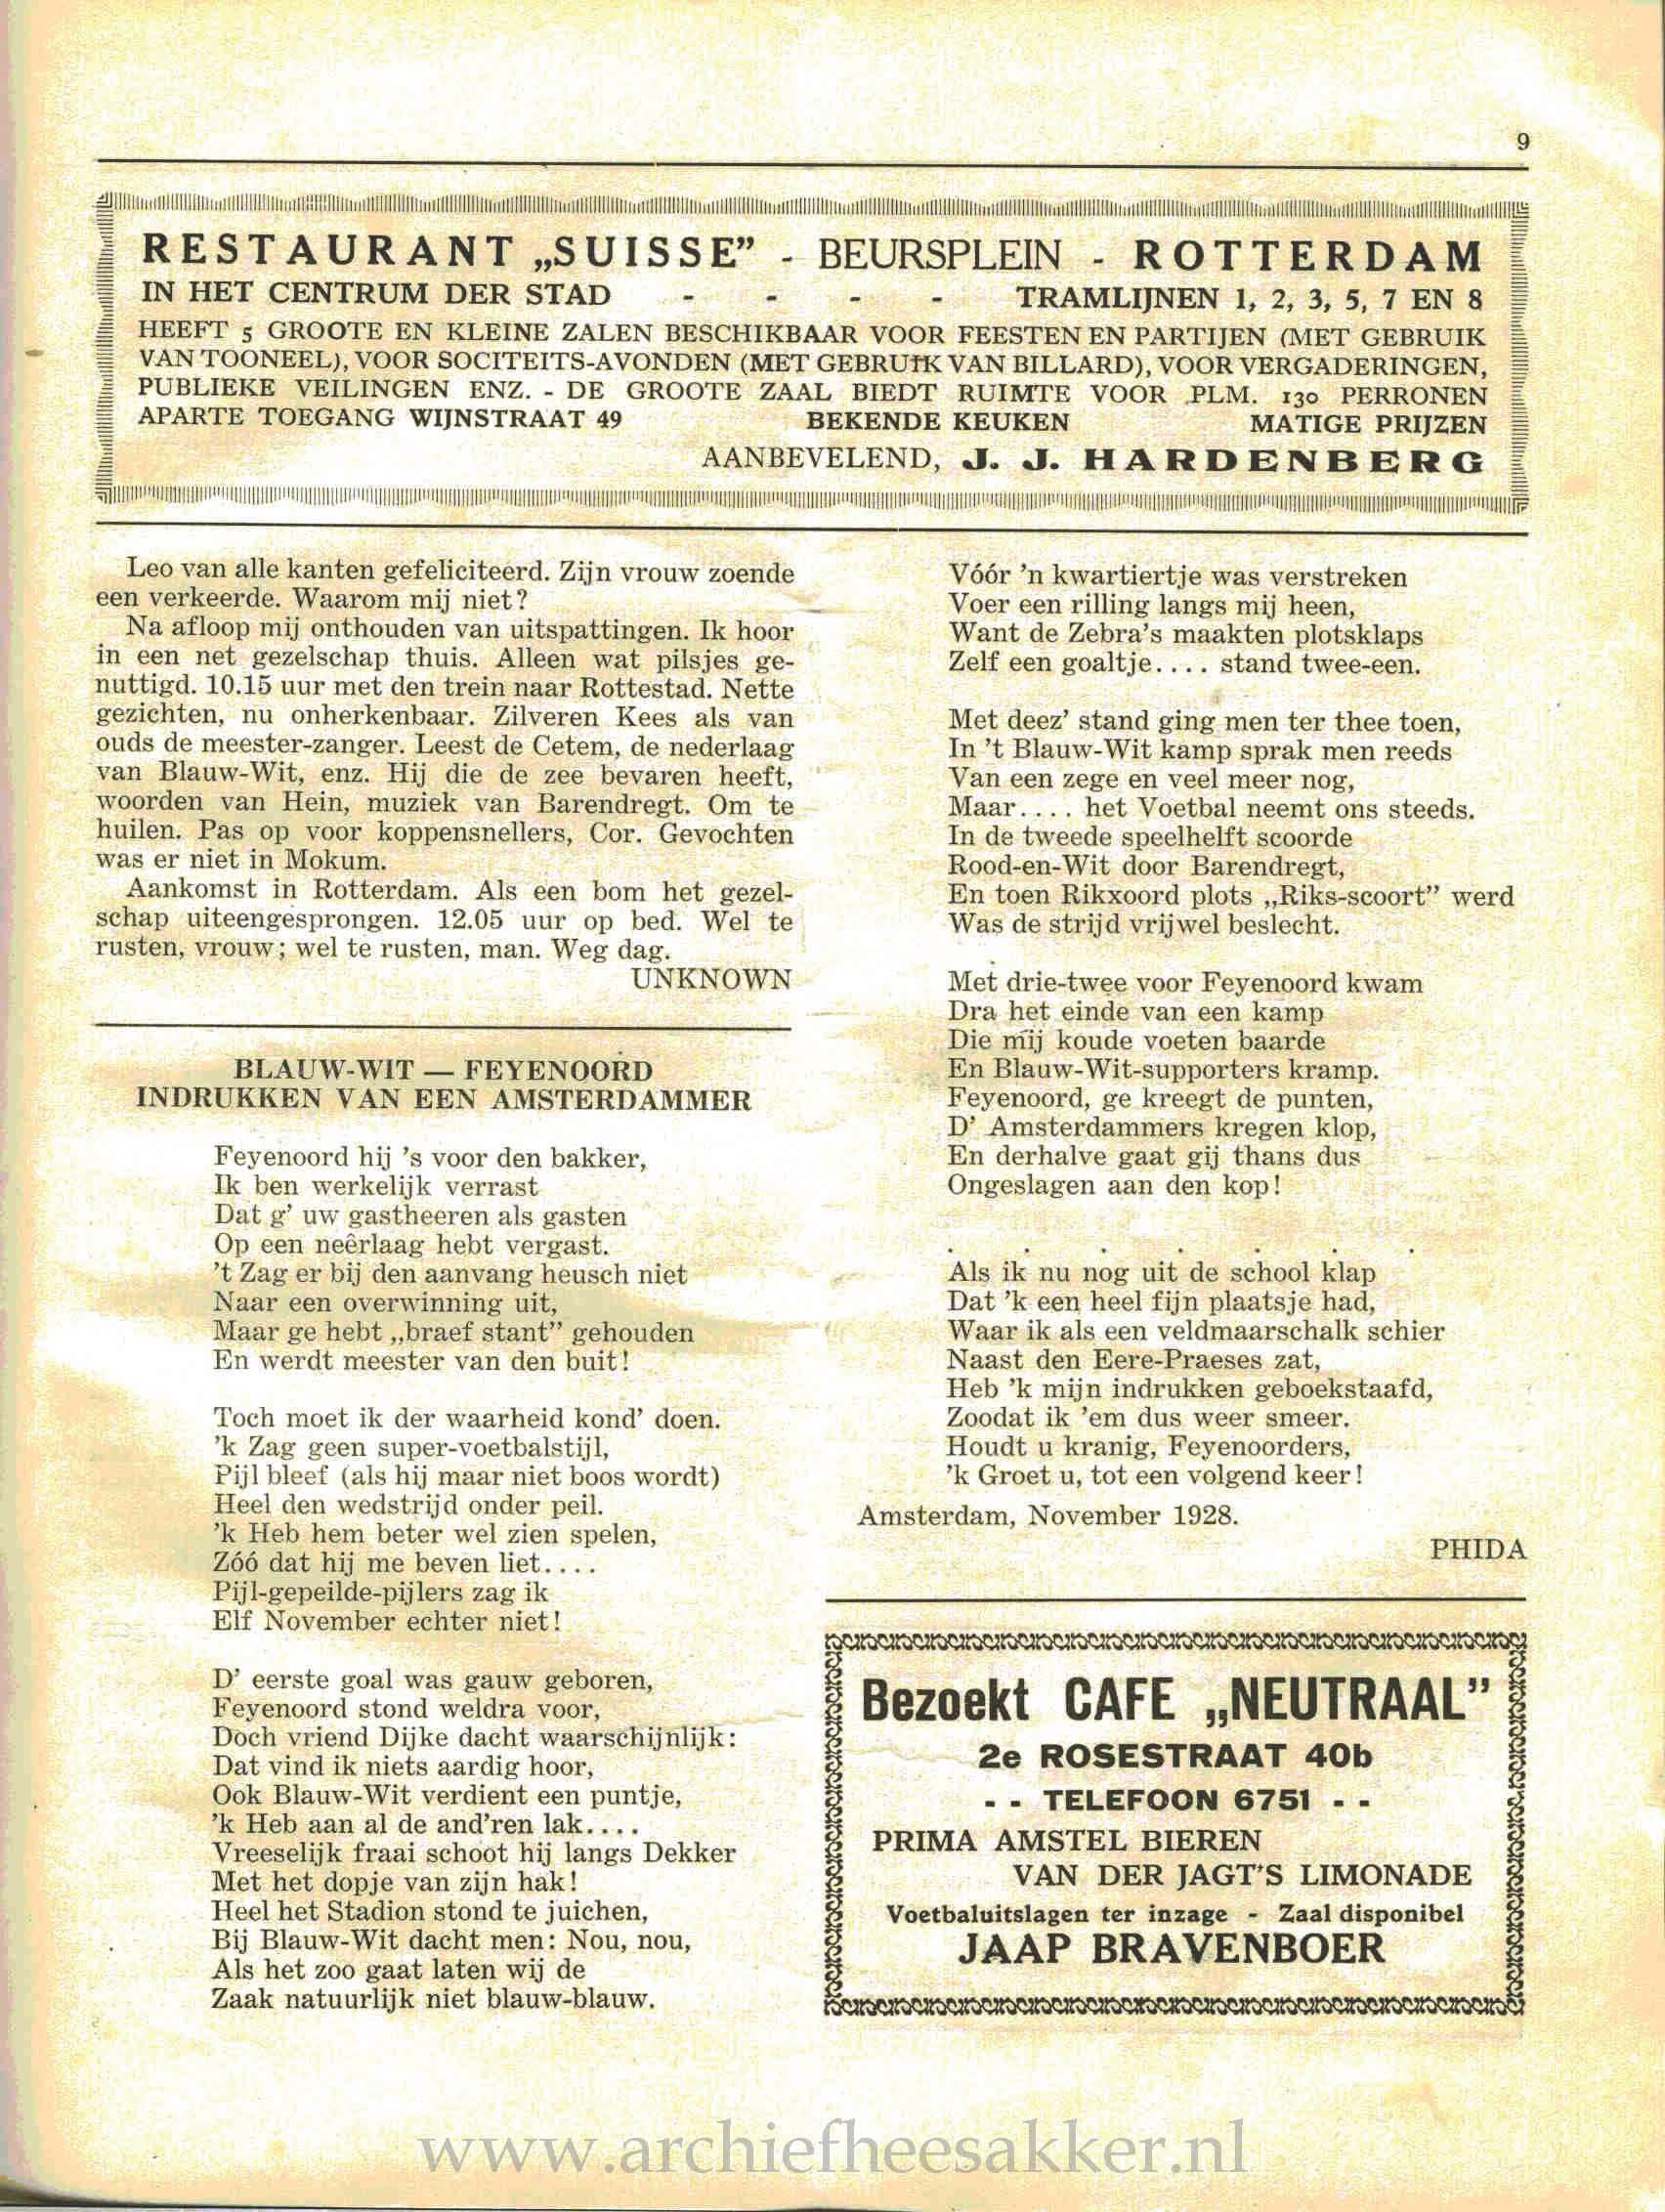 9
RESTAURANT „SUISSE” - BEURSPLEIN - ROTTERDAM
IN HET CENTRUM DER STAD - - - - TRAMLIJNEN 1, 2, 3, 5, 7 EN 8
HEEFT 5 GROOTE EN KLEINE ZALEN BESCHIKBAAR VOOR FEESTEN EN PARTIJEN (MET GEBRUIK
VAN TOONEEL), VOOR SOCITEITS-AVONDEN (MET GEBRUIK VAN BILLARD), VOOR VERGADERINGEN,
PUBLIEKE VEILINGEN ENZ. - DE GROOTE ZAAL BIEDT RUIMTE VOOR PLM. 130 PERRONEN
APARTE TOEGANG WIJNSTRAAT 49 BEKENDE KEUKEN MATIGE PRIJZEN
AANBEVELEND, J. J. HARDENBERG
Leo van alle kanten gefeliciteerd. Zijn vrouw zoende
een verkeerde. Waarom mij niet?
Na afloop mij onthouden van uitspattingen. Ik hoor
in een net gezelschap thuis. Alleen wat pilsjes ge-
nuttigd. 10.15 uur met den trein naar Rottestad. Nette
gezichten, nu onherkenbaar. Zilveren Kees als van
ouds de meester-zanger. Leest de Cetem, de nederlaag
van Blauw-Wit, enz. Hij die de zee bevaren heeft,
woorden van Hein, muziek van Barendregt. Om te
huilen. Pas op voor koppensnellers, Cor. Gevochten
was er niet in Mokum.
Aankomst in Rotterdam. Als een bom het gezel-
schap uiteengesprongen. 12.05 uur op bed. Wel te
rusten, vrouw; wel te rusten, man. Weg dag.
UNKNOWN
BLAUW-WIT — FEYENOORD
INDRUKKEN VAN EEN AMSTERDAMMER
Feyenoord hij 's voor den bakker,
Ik ben werkelijk verrast
Dat g' uw gastheeren als gasten
Op een neêrlaag hebt vergast.
't Zag er bij den aanvang heusch niet
Naar een overwinning uit,
Maar ge hebt „braef stant” gehouden
En werdt meester van den buit!
Toch moet ik der waarheid kond' doen.
'k Zag geen super-voetbalstijl,
Pijl bleef (als hij maar niet boos wordt)
Heel den wedstrijd onder peil.
'k Heb hem beter wel zien spelen,
Zóó dat hij me beven liet....
Pijl-gepeilde-pijlers zag ik
Elf November echter niet!
D' eerste goal was gauw geboren,
Feyenoord stond weldra voor,
Doch vriend Dijke dacht waarschijnlijk:
Dat vind ik niets aardig hoor,
Ook Blauw-Wit verdient een puntje,
'k Heb aan al de and'ren lak....
Vreeselijk fraai schoot hij langs Dekker
Met het dopje van zijn hak!
Heel het Stadion stond te juichen,
Bij Blauw-Wit dacht men: Nou, nou,
Als het zoo gaat laten wij de
Zaak natuurlijk niet blauw-blauw.
Vóór 'n kwartiertje was verstreken
Voer een rilling langs mij heen,
Want de Zebra's maakten plotsklaps
Zelf een goaltje.... stand twee-een.
Met deez' stand ging men ter thee toen,
In 't Blauw-Wit kamp sprak men reeds
Van een zege en veel meer nog,
Maar.... het Voetbal neemt ons steeds.
In de tweede speelhelft scoorde
Rood-en-Wit door Barendregt,
En toen Rikxoord plots „Riks-scoort” werd
Was de strijd vrijwel beslecht.
Met drie-twee voor Feyenoord kwam
Dra het einde van een kamp
Die mij koude voeten baarde
En Blauw-Wit-supporters kramp.
Feyenoord, ge kreegt de punten,
D' Amsterdammers kregen klop,
En derhalve gaat gij thans dus
Ongeslagen aan den kop!
. . . . . . .
Als ik nu nog uit de school klap
Dat 'k een heel fijn plaatsje had,
Waar ik als een veldmaarschalk schier
Naast den Eere-Praeses zat,
Heb 'k mijn indrukken geboekstaafd,
Zoodat ik 'em dus weer smeer.
Houdt u kranig, Feyenoorders,
'k Groet u, tot een volgend keer!
Amsterdam, November 1928.
PHIDA
Bezoekt CAFE „NEUTRAAL”
2e ROSESTRAAT 40b
- - TELEFOON 6751 - -
PRIMA AMSTEL BIEREN
VAN DER JAGT'S LIMONADE
Voetbaluitslagen ter inzage - Zaal disponibel
JAAP BRAVENBOER
www.archiefheesakker.nl